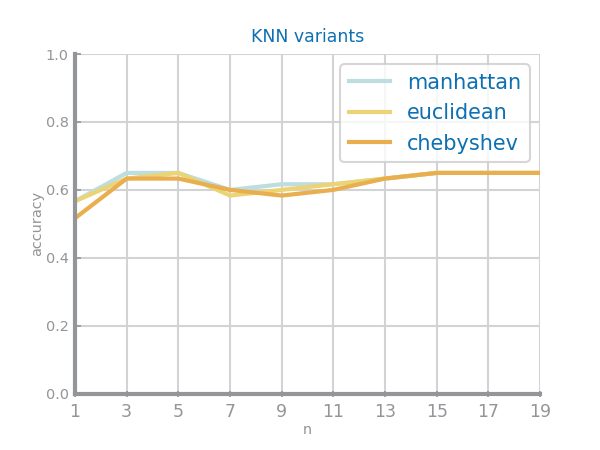 KNN variants
1.0
0.8
0.6
0.4
0.2
0.0
accuracy
manhattan
euclidean
chebyshev
1 3 5 7 9 11 13 15 17 19
n